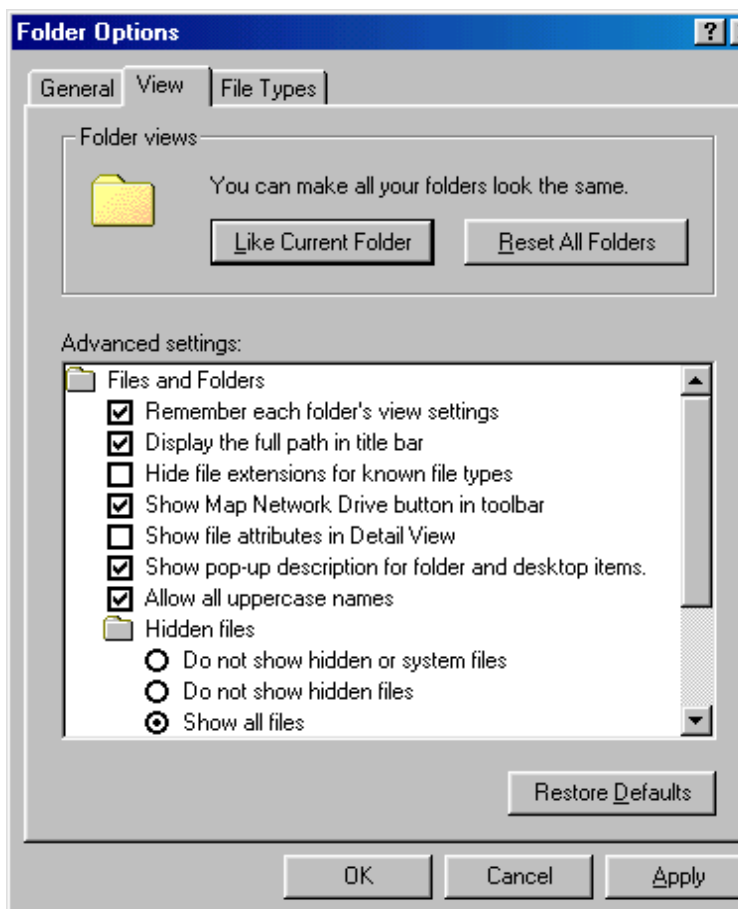 Folder Options
?
General View File Types
Folder views
You can make all your folders look the same.
Like Current Folder Reset All Folders
Advanced settings:
Files and Folders
Remember each folder's view settings
Display the full path in title bar
Hide file extensions for known file types
Show Map Network Drive button in toolbar
Show file attributes in Detail View
Show pop-up description for folder and desktop items.
Allow all uppercase names
Hidden files
Do not show hidden or system files
Do not show hidden files
Show all files
Restore Defaults
OK Cancel Apply